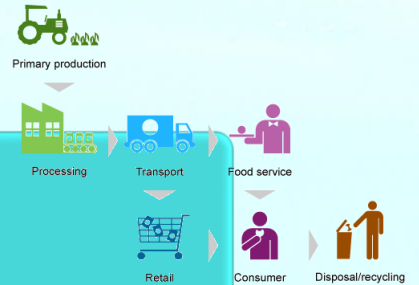 Primary production
Processing
Transport
Food service
Retail
Consumer
Disposal/recycling